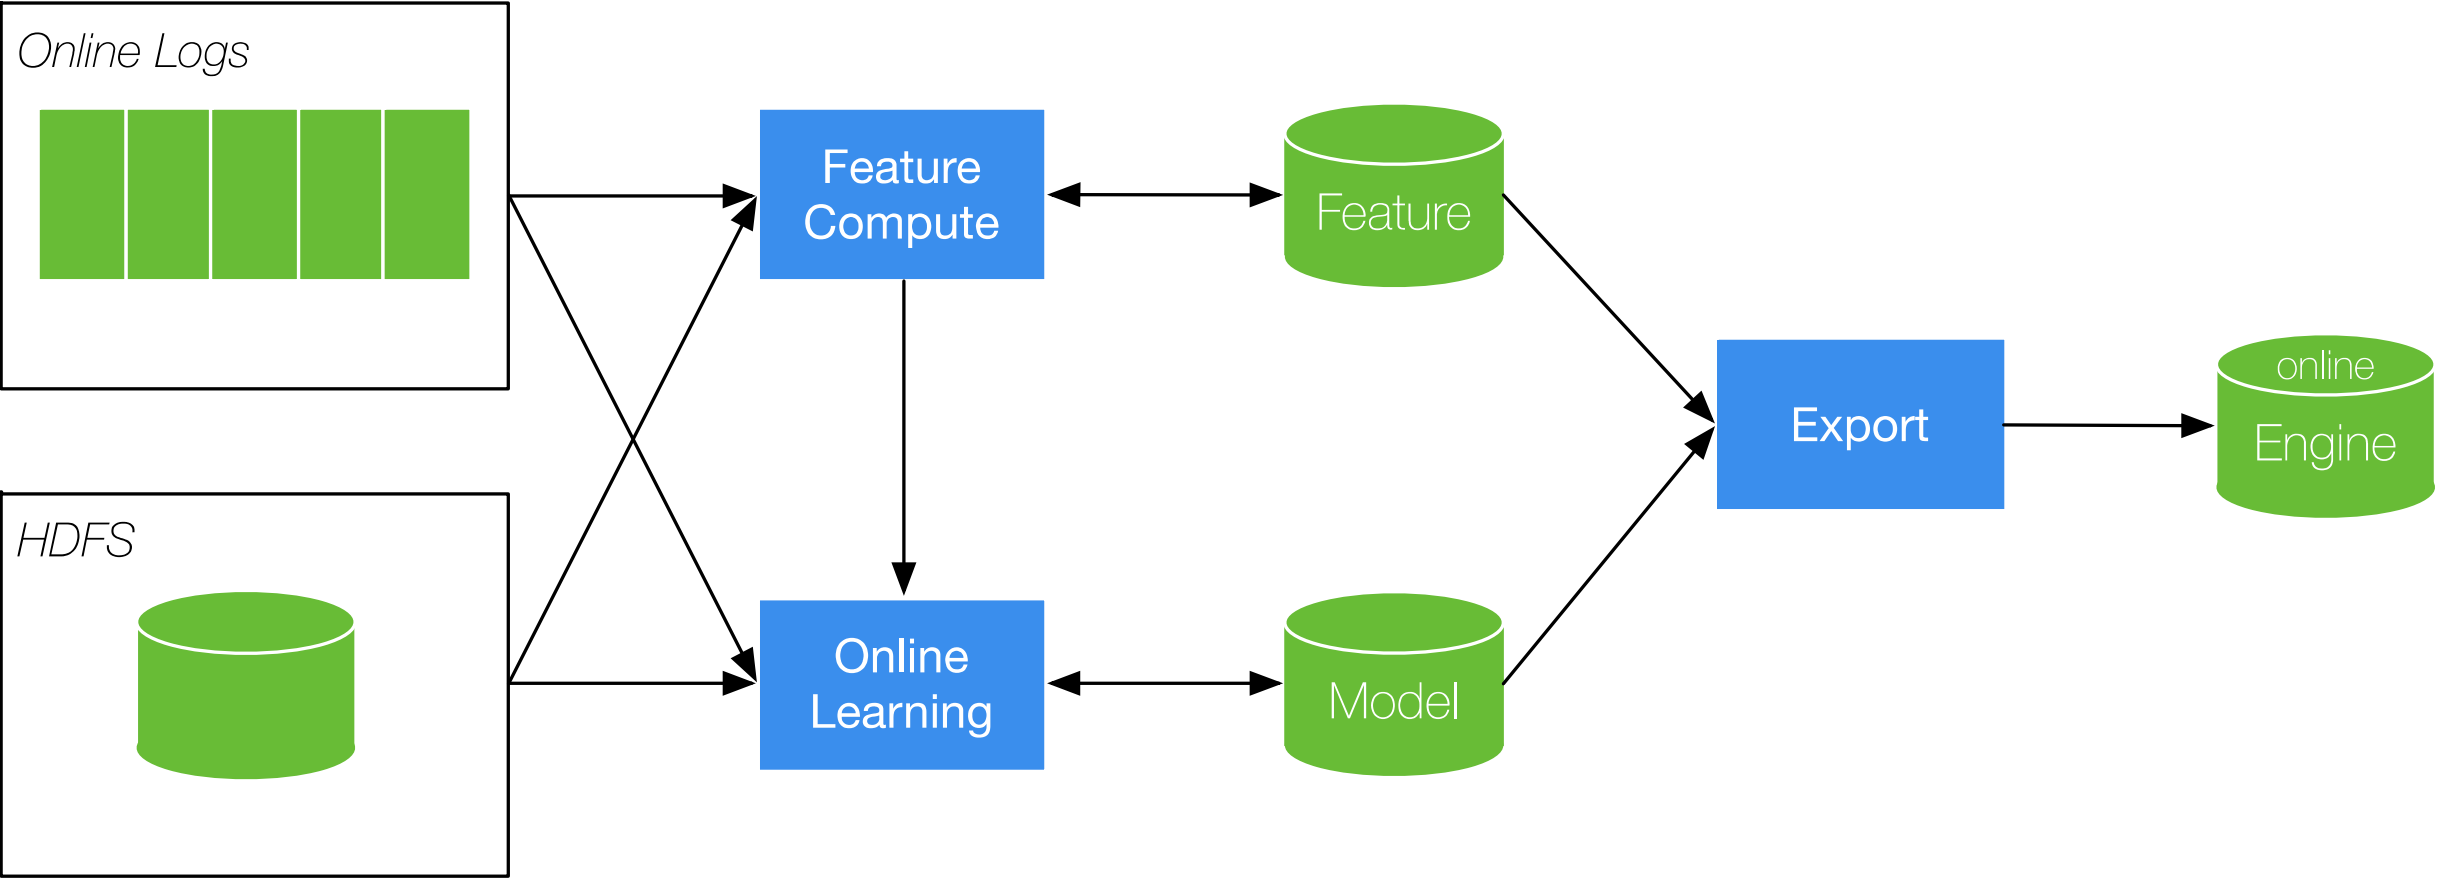 Online Logs
Feature
Compute
Feature
Export
online
Engine
HDFS
Online
Learning
Model